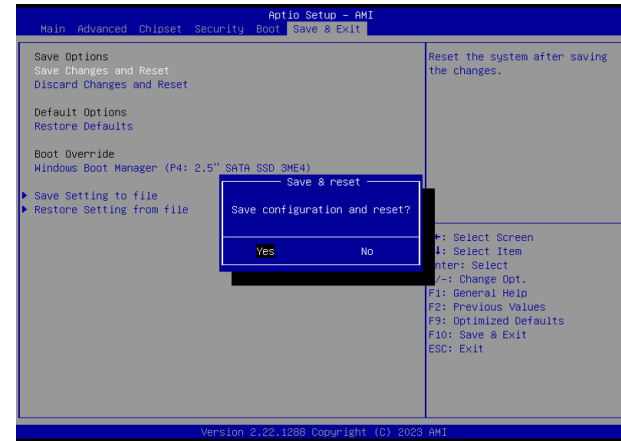 Aptio Setup – AMI
Main Advanced Chipset Security Boot Save & Exit
Save Options
Save Changes and Reset
Discard Changes and Reset
Default Options
Restore Defaults
Boot Override
Windows Boot Manager (P4: 2.5" SATA SSD 3ME4)
Save Setting to file
Restore Setting from file
Reset the system after saving
the changes.
Save & reset
Save configuration and reset?
Yes No
: Select Screen
: Select Item
nter: Select
/-: Change Opt.
F1: General Help
F2: Previous Values
F9: Optimized Defaults
F10: Save & Exit
ESC: Exit
Version 2.22.1288 Copyright (C) 2023 AMI